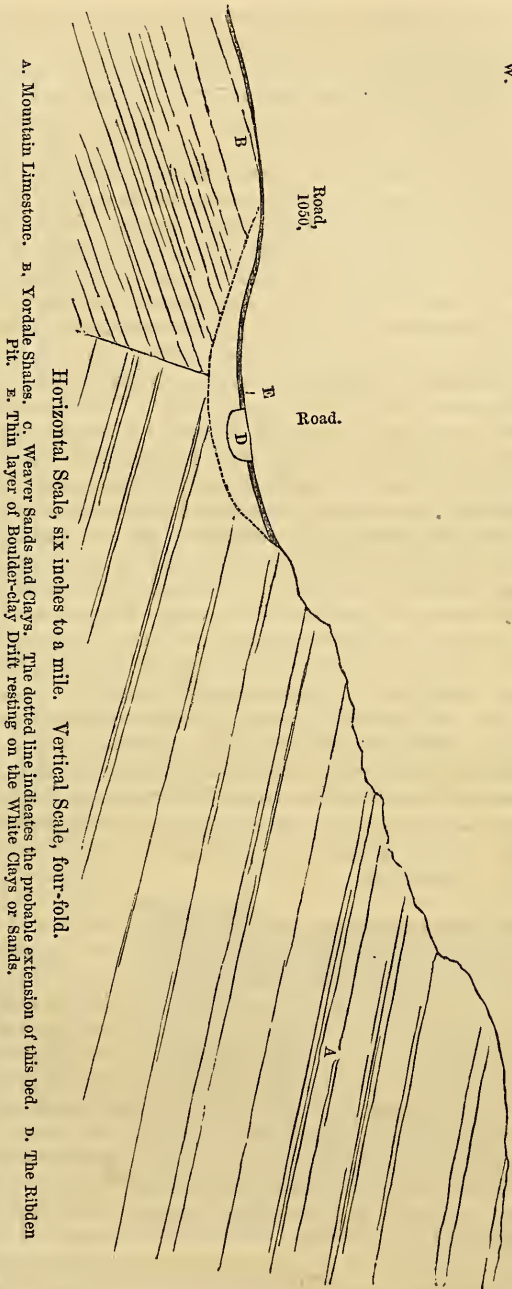 W.
Road,
1050.
B
E
Road.
D
A
Horizontal Scale, six inches to a mile. Vertical Scale, four-fold.
A. Mountain Limestone. B. Yordale Shales. C. Weaver Sands and Clays. The dotted line indicates the probable extension of this bed. D. The Ribden
Pit. E. Thin layer of Boulder-clay Drift resting on the White Clays or Sands.